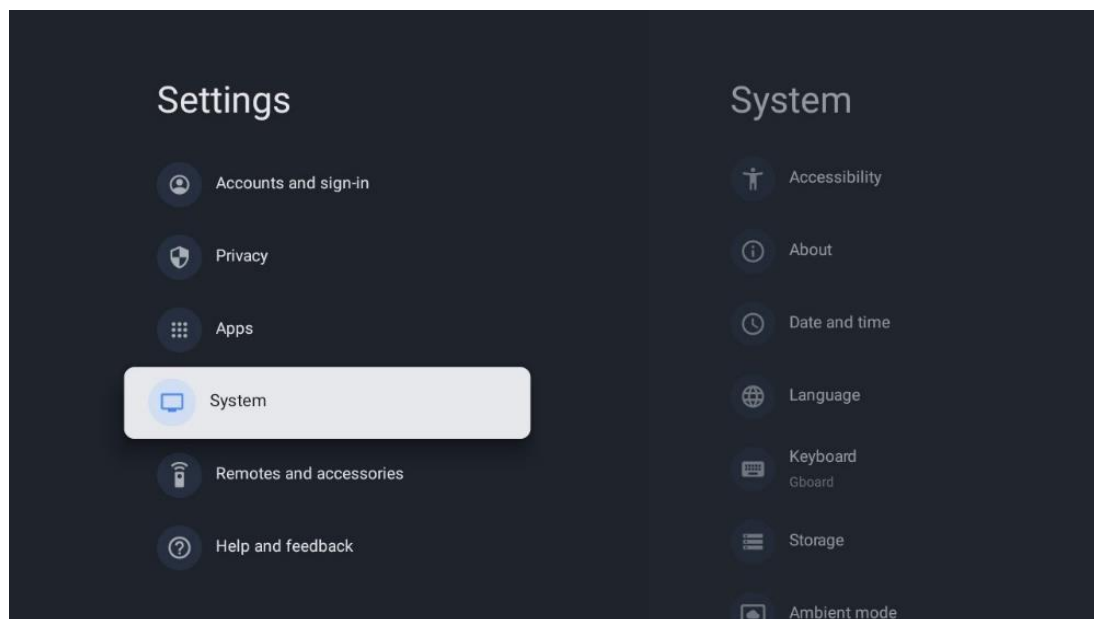 Settings
Accounts and sign-in
Privacy
Apps
System
Remotes and accessories
Help and feedback
System
Accessibility
About
Date and time
Language
Keyboard
Gboard
Storage
Ambient mode